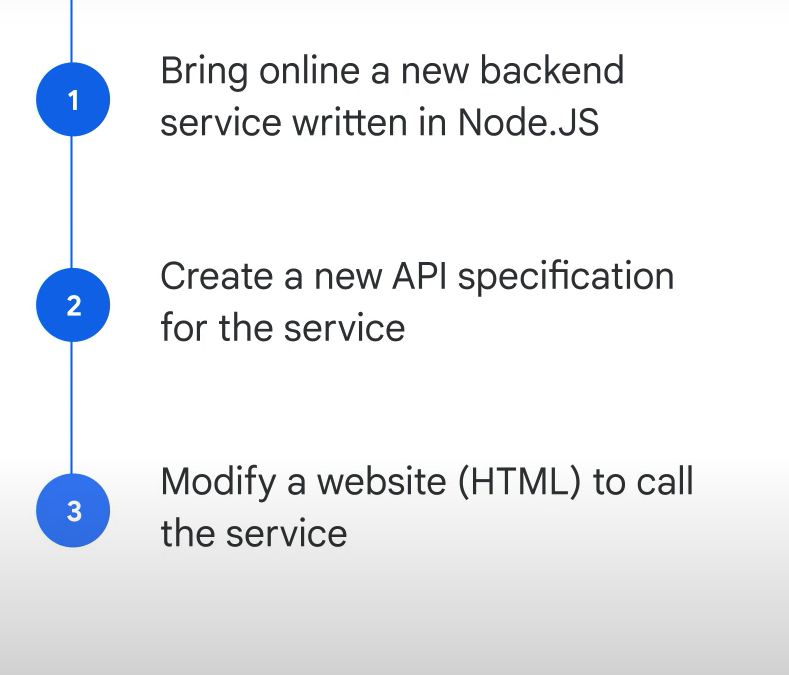 1
Bring online a new backend
service written in Node.JS
2
Create a new API specification
for the service
3
Modify a website (HTML) to call
the service